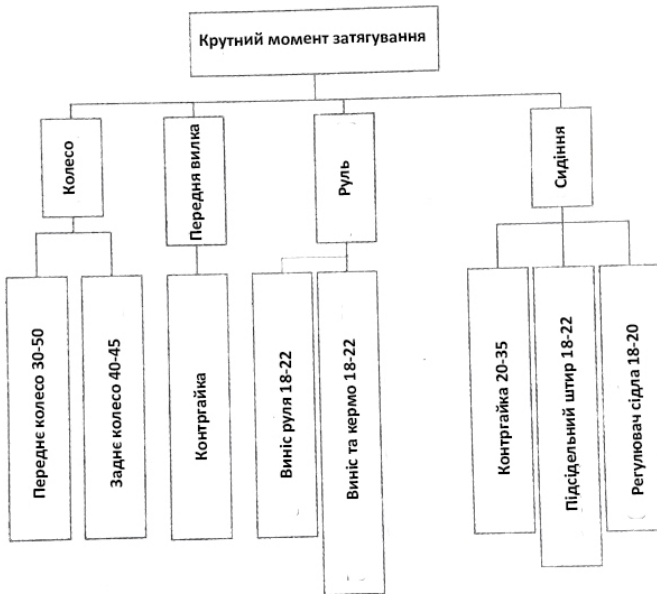 Крутний момент затягування
Колесо
Передня вилка
Руль
Сидіння
Переднє колесо 30-50
Заднє колесо 40-45
Контргайка
Виніс руля 18-22
Виніс та кермо 18-22
Контргайка 20-35
Підсідельний штир 18-22
Регулювач сідла 18-20